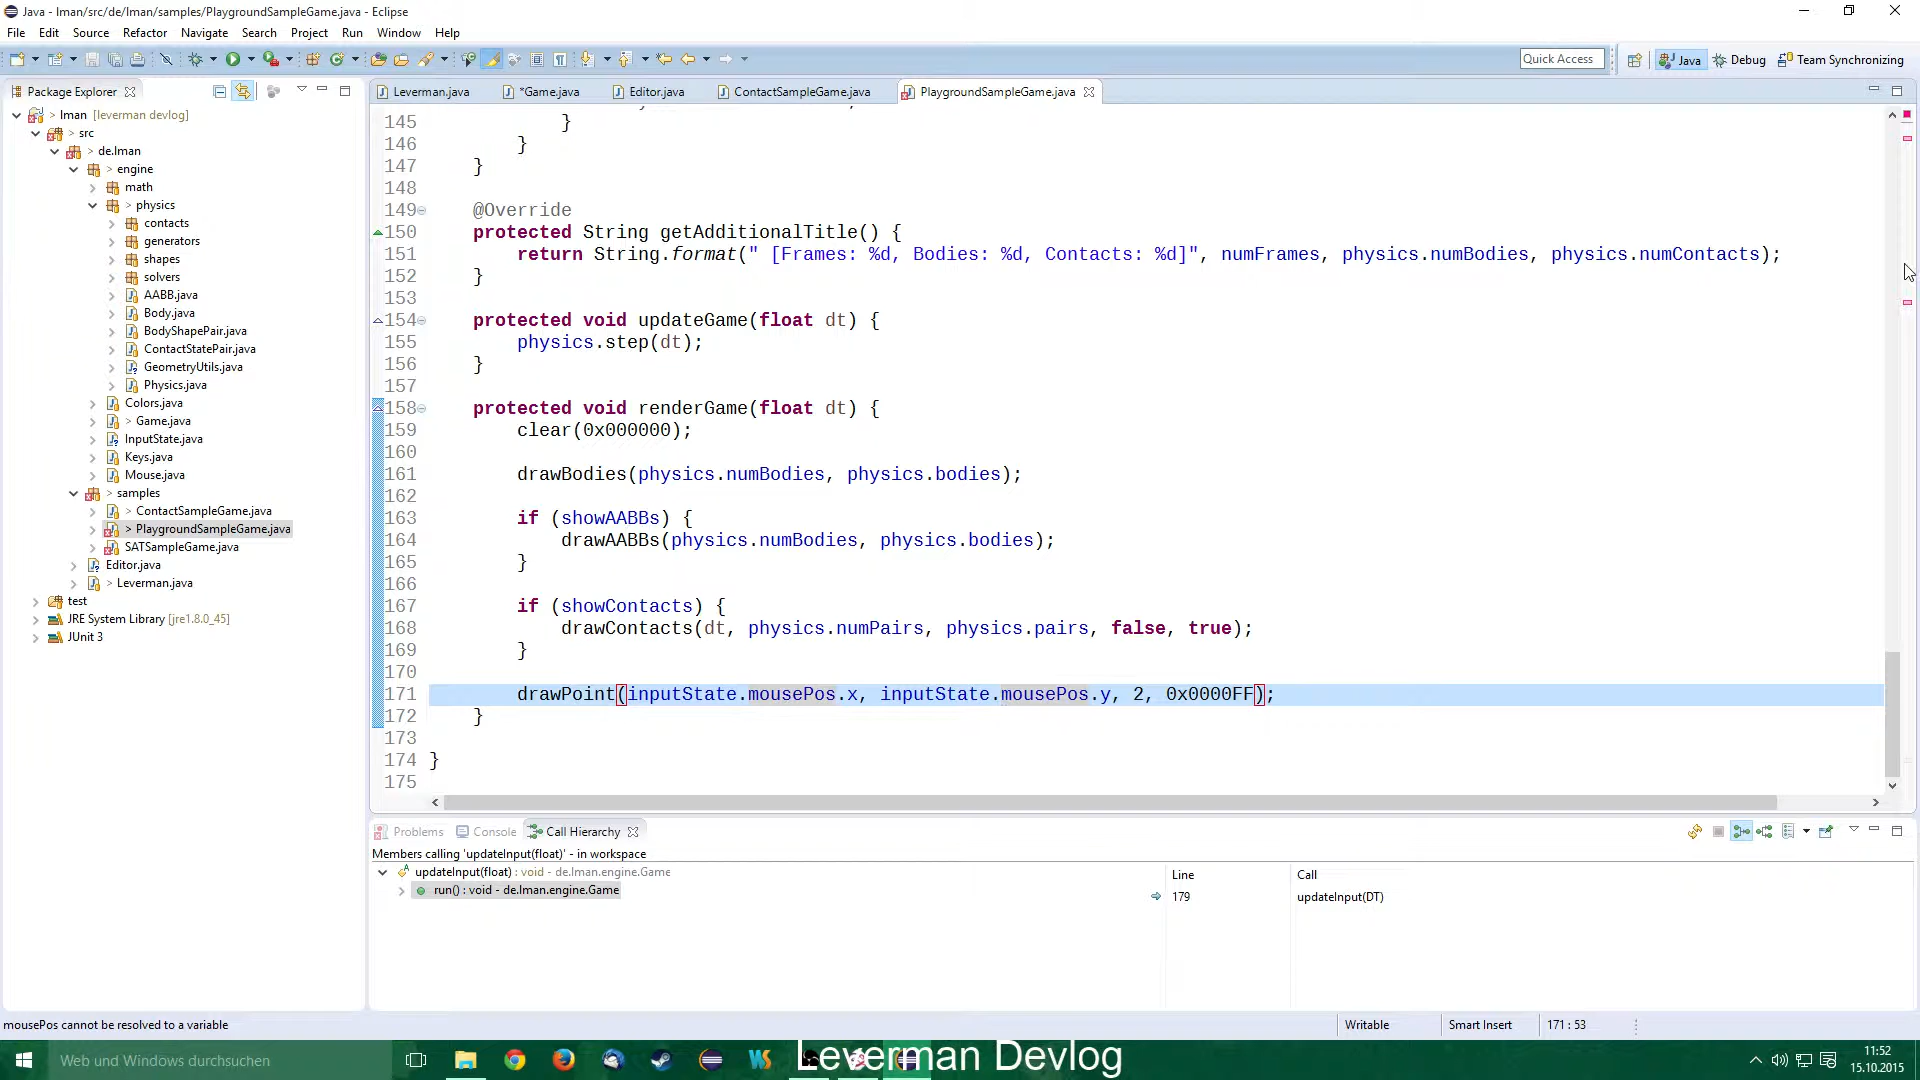 Java - lman/src/de/lman/samples/PlaygroundSampleGame.java - Eclipse
File Edit Source Refactor Navigate Search Project Run Window Help
Quick Access Java Debug Team Synchronizing
Package Explorer
> lman [leverman devlog]
> src
> de.lman
> engine
> math
> physics
contacts
generators
shapes
solvers
AABB.java
Body.java
BodyShapePair.java
ContactStatePair.java
GeometryUtils.java
Physics.java
Colors.java
> Game.java
InputState.java
Keys.java
Mouse.java
> samples
> ContactSampleGame.java
> PlaygroundSampleGame.java
SATSampleGame.java
Editor.java
> Leverman.java
test
JRE System Library [jre1.8.0_45]
JUnit 3
Leverman.java *Game.java Editor.java ContactSampleGame.java PlaygroundSampleGame.java
145 }
146 }
147 }
148
149 @Override
150 protected String getAdditionalTitle() {
151 return String.format(" [Frames: %d, Bodies: %d, Contacts: %d]", numFrames, physics.numBodies, physics.numContacts);
152 }
153
154 protected void updateGame(float dt) {
155 physics.step(dt);
156 }
157
158 protected void renderGame(float dt) {
159 clear(0x000000);
160
161 drawBodies(physics.numBodies, physics.bodies);
162
163 if (showAABBs) {
164 drawAABBs(physics.numBodies, physics.bodies);
165 }
166
167 if (showContacts) {
168 drawContacts(dt, physics.numPairs, physics.pairs, false, true);
169 }
170
171 drawPoint(inputState.mousePos.x, inputState.mousePos.y, 2, 0x0000FF);
172 }
173
174 }
175
Problems Console Call Hierarchy
Members calling 'updateInput(float)' - in workspace
updateInput(float) : void - de.lman.engine.Game
run() : void - de.lman.engine.Game
Line Call
179 updateInput(DT)
mousePos cannot be resolved to a variable
Writable Smart Insert 171 : 53
Web und Windows durchsuchen
Leverman Devlog
11:52
15.10.2015